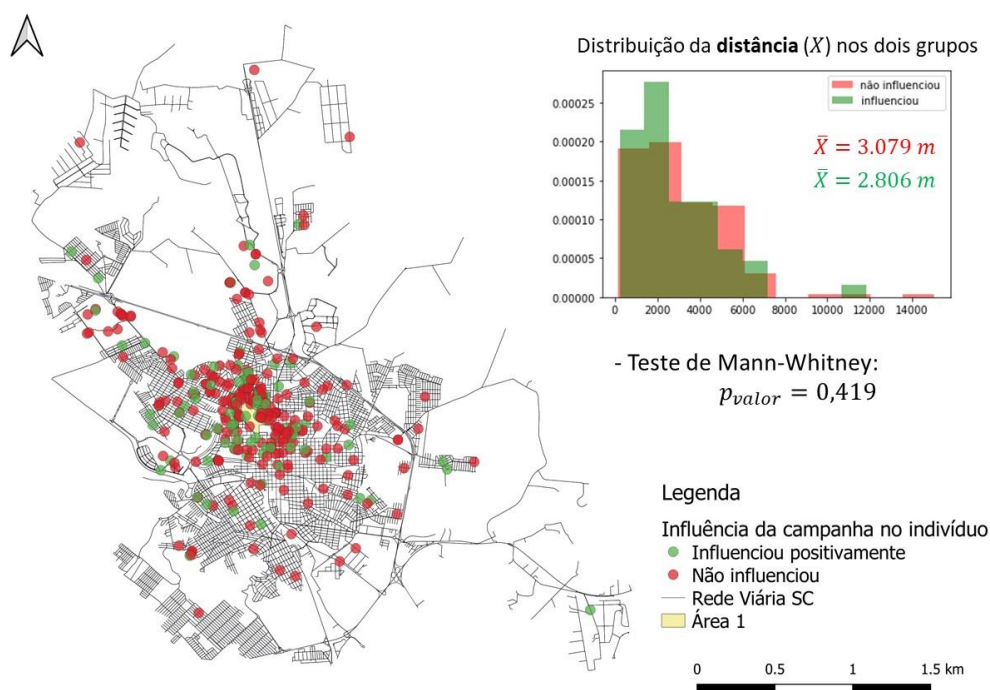 Distribuição da distância (X) nos dois grupos
não influenciou
influenciou
0.00025
0.00020
0.00015
0.00010
0.00005
0.00000
0 2000 4000 6000 8000 10000 12000 14000
X̄ = 3.079 m
X̄ = 2.806 m
- Teste de Mann-Whitney:
p_valor = 0,419
Legenda
Influência da campanha no indivíduo
Influenciou positivamente
Não influenciou
Rede Viária SC
Área 1
0 0.5 1 1.5 km